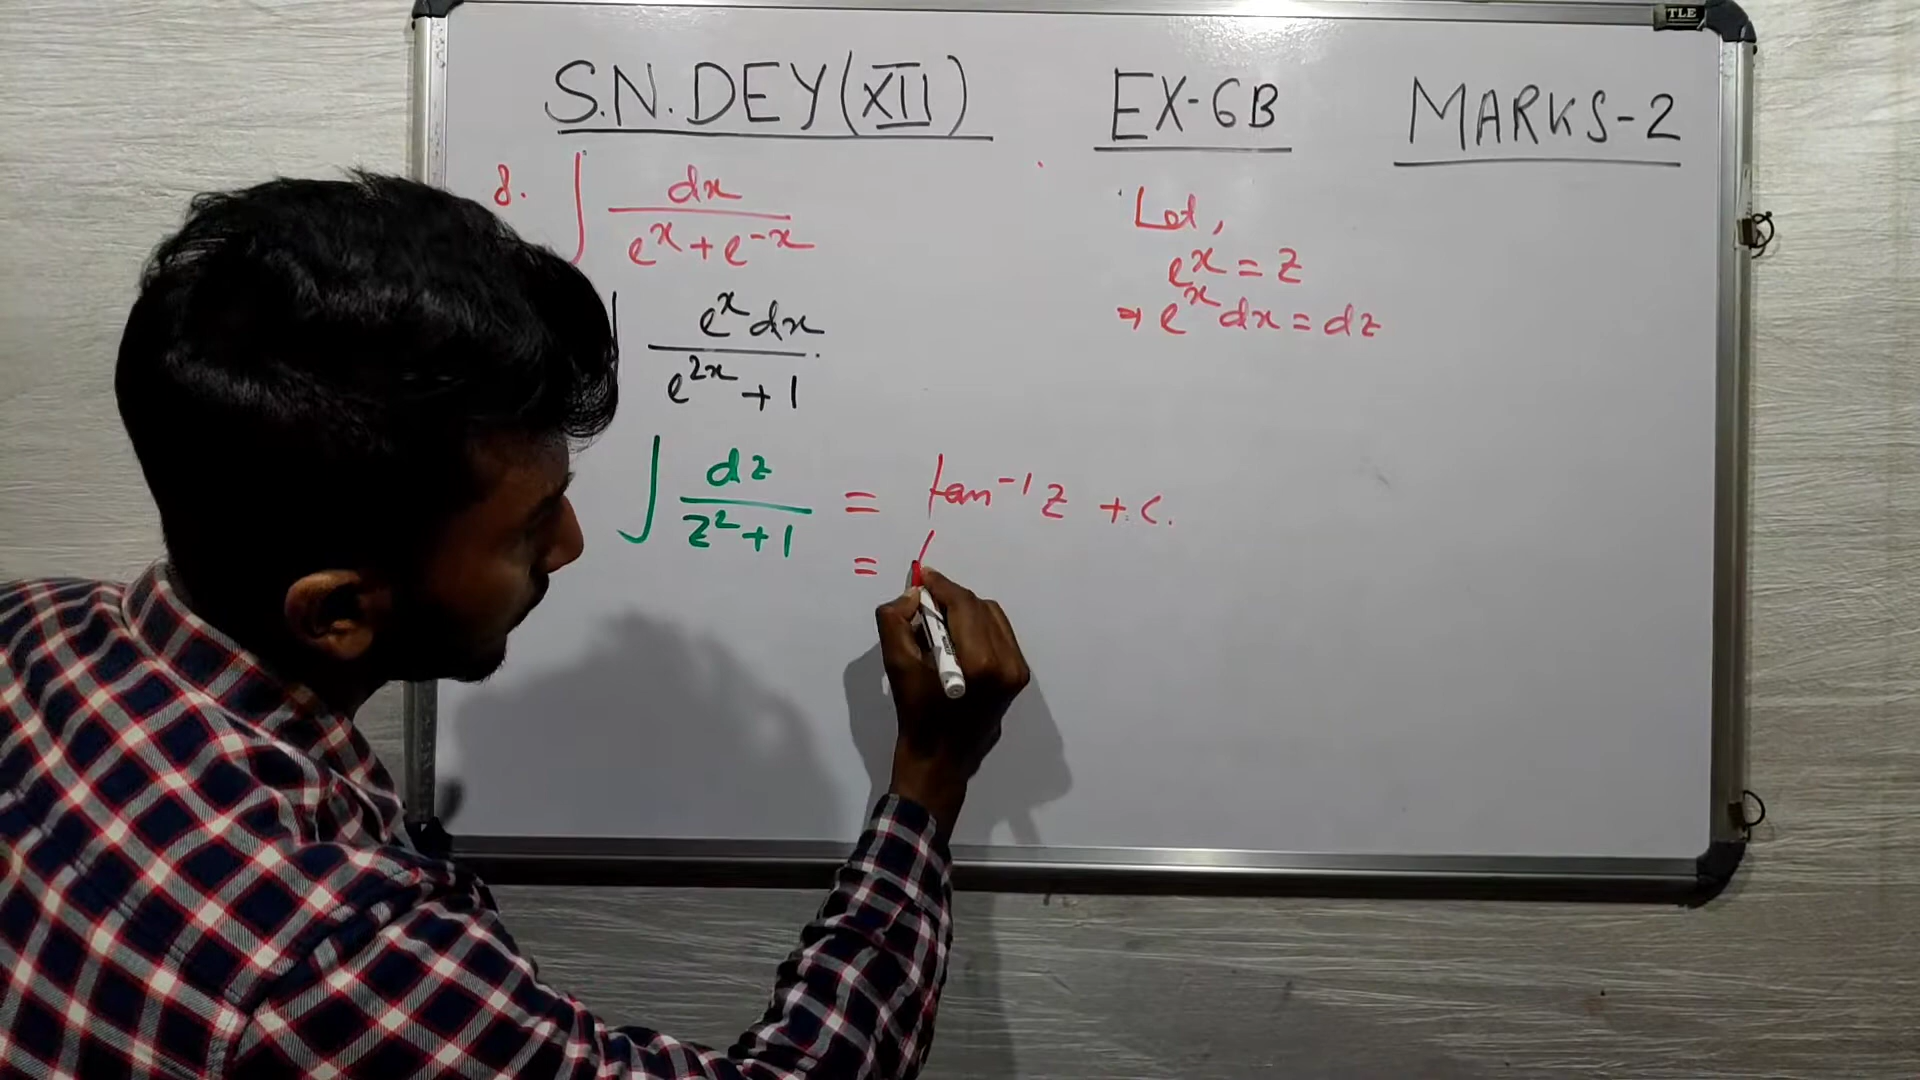 TLE
S.N.DEY(XII) EX-6B MARKS-2
8. ∫ dx / (e^x + e^-x)
Let,
e^x = z
⇒ e^x dx = dz
∫ e^x dx / (e^2x + 1)
∫ dz / (z² + 1) = tan⁻¹ z + c.
=